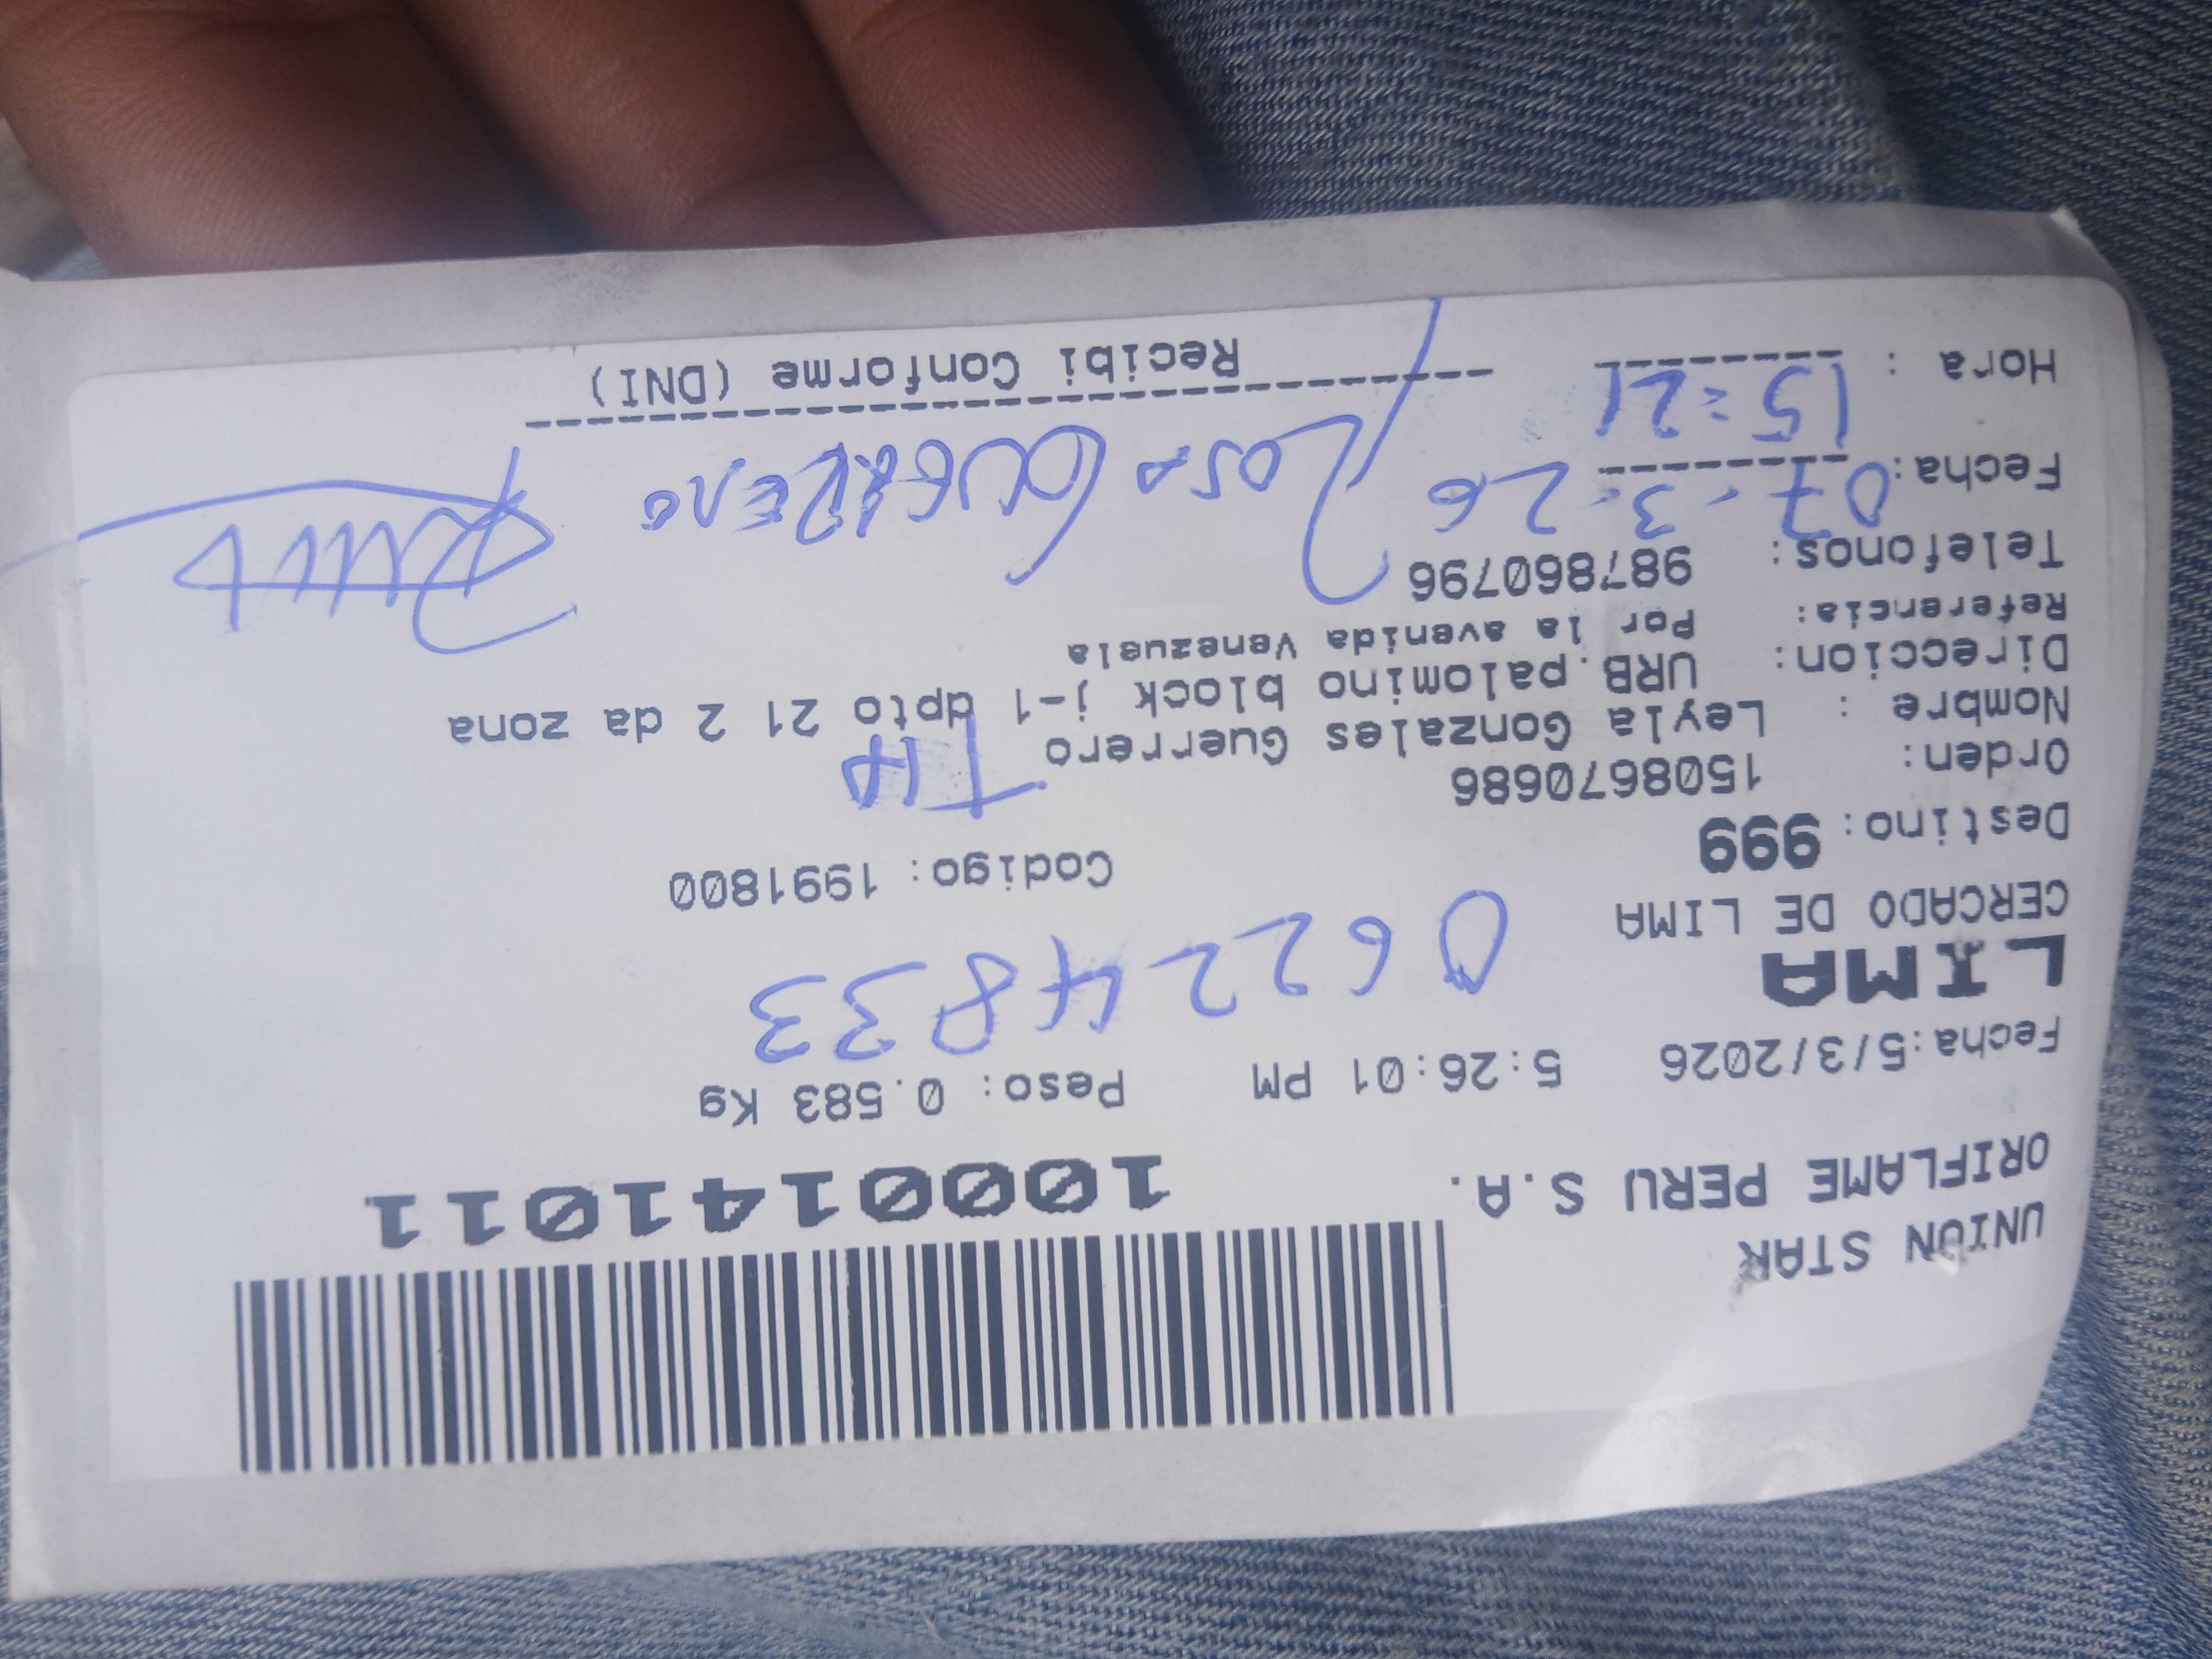 UNION STAR
ORIFLAME PERU S.A.
1000141011
Fecha:5/3/2026 5:26:01 PM Peso: 0.583 Kg
LIMA
06224833
CERCADO DE LIMA
Destino: 999 Codigo: 1991800
Orden: 1508670686
Nombre : Leyla Gonzales Guerrero
TIA
Direccion: URB.palomino block j-1 dpto 21 2 da zona
Referencia: Por la avenida Venezuela
Telefonos: 987860796
Fecha: 07-3-26
Rosa
Hora : 15:21
Recibi Conforme (DNI)